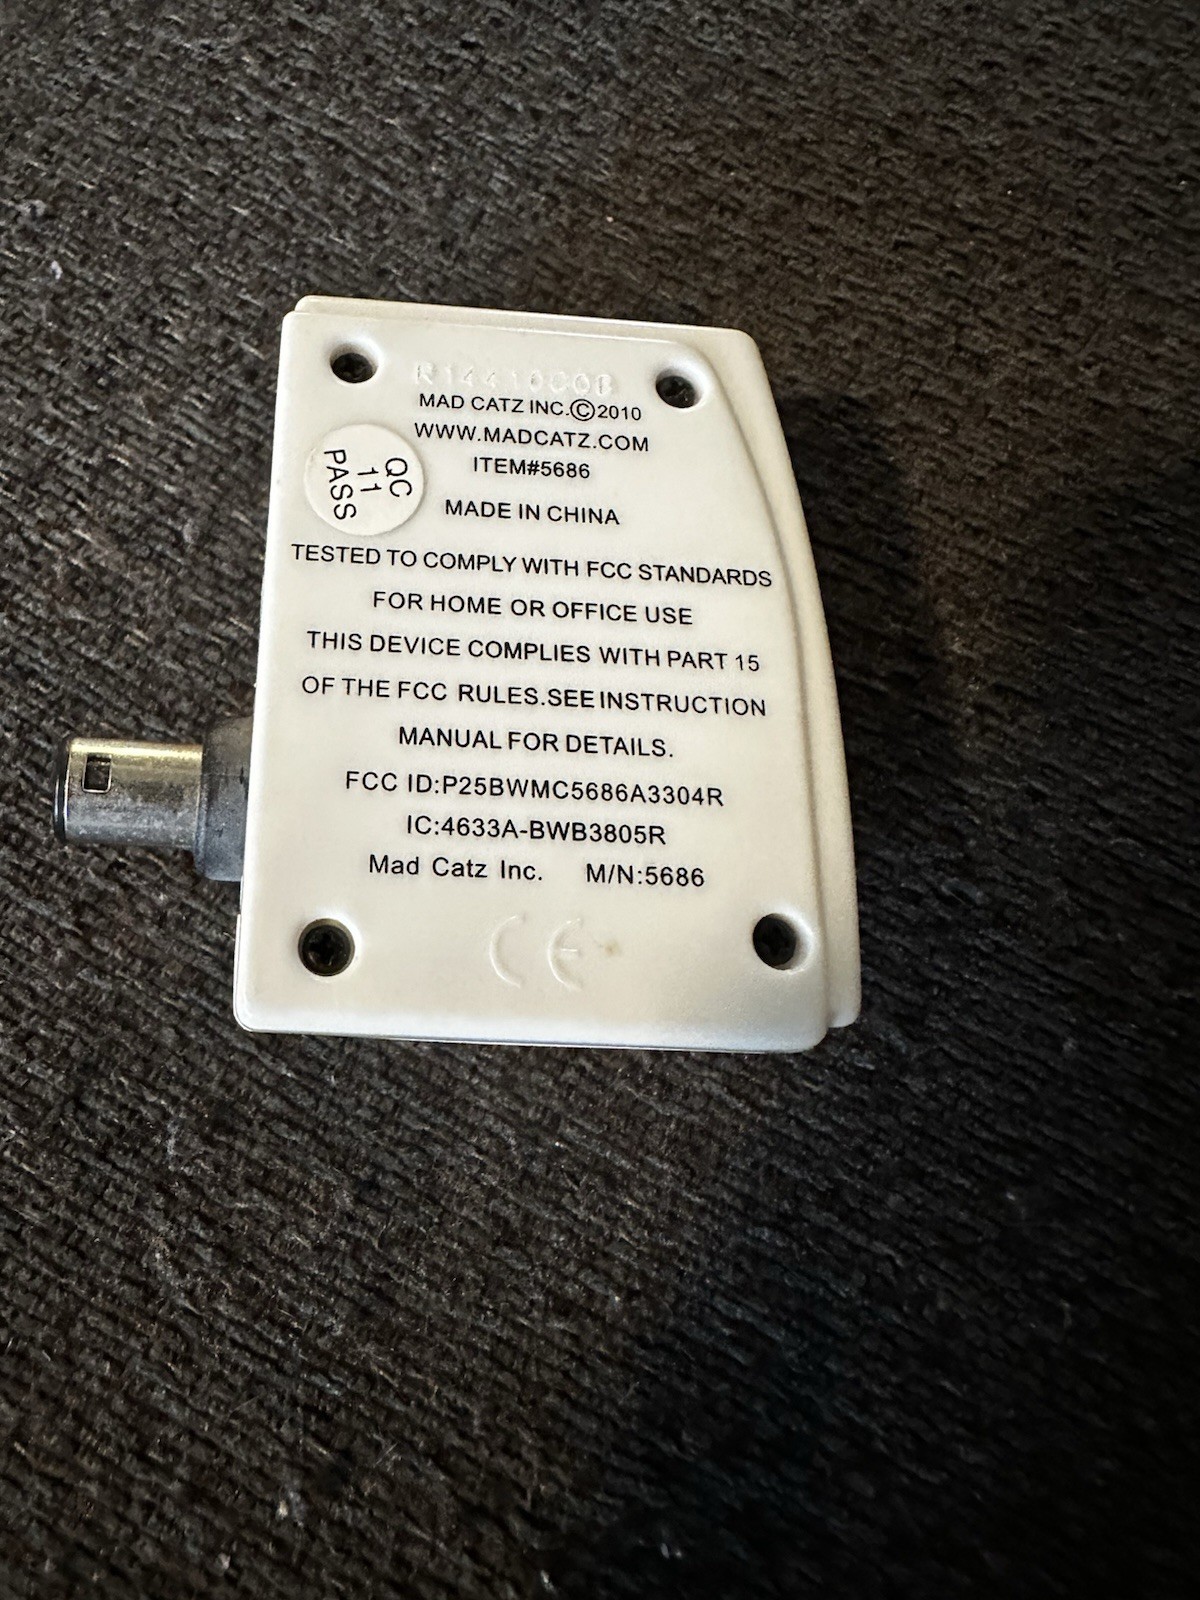 R14410C0B
MAD CATZ INC.©2010
WWW.MADCATZ.COM
ITEM#5686
QC
11
PASS
MADE IN CHINA
TESTED TO COMPLY WITH FCC STANDARDS
FOR HOME OR OFFICE USE
THIS DEVICE COMPLIES WITH PART 15
OF THE FCC RULES.SEE INSTRUCTION
MANUAL FOR DETAILS.
FCC ID:P25BWMC5686A3304R
IC:4633A-BWB3805R
Mad Catz Inc. M/N:5686
CE